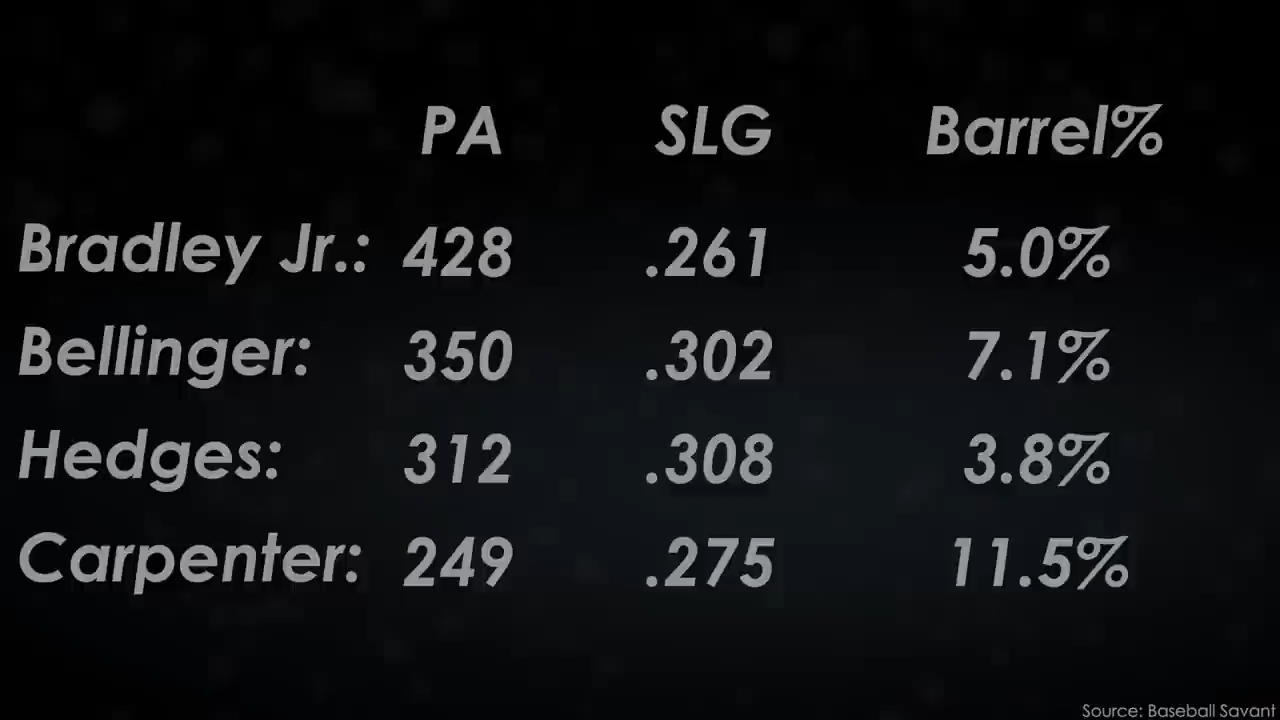 PA SLG Barrel%
Bradley Jr.: 428 .261 5.0%
Bellinger: 350 .302 7.1%
Hedges: 312 .308 3.8%
Carpenter: 249 .275 11.5%
Source: Baseball Savant